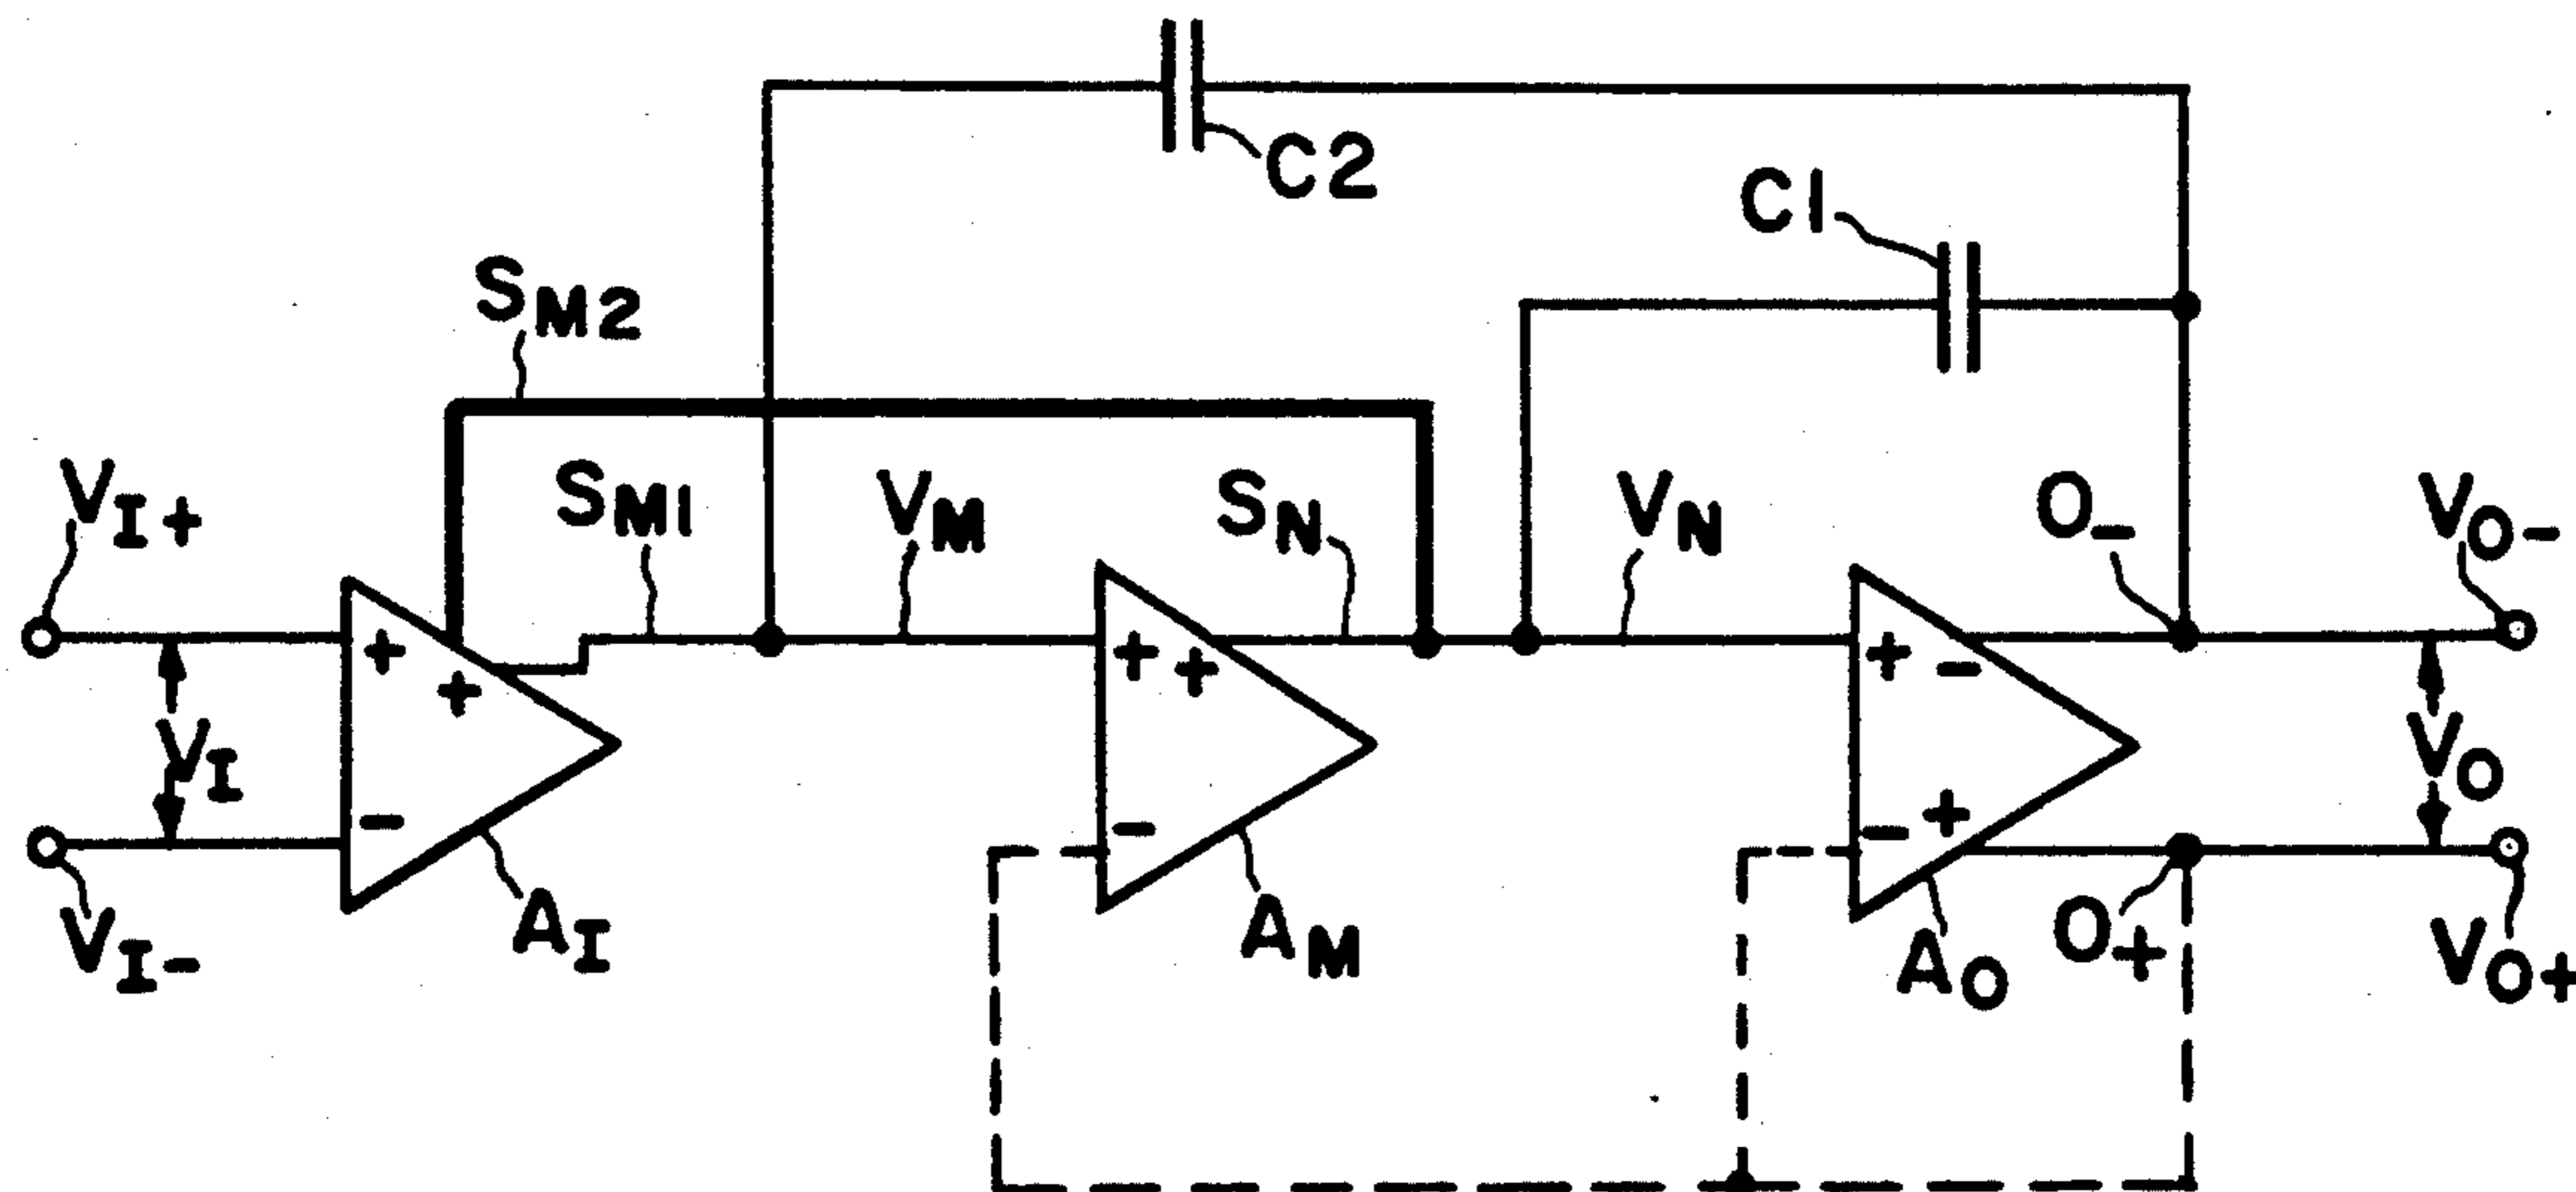 C2
C1
SM2
VI+
SM1
VM
SN
VN
O-
VO-
+
+
+
+
+
-
VI
VO
-
-
-
+
VI-
AI
AM
AO
O+
VO+